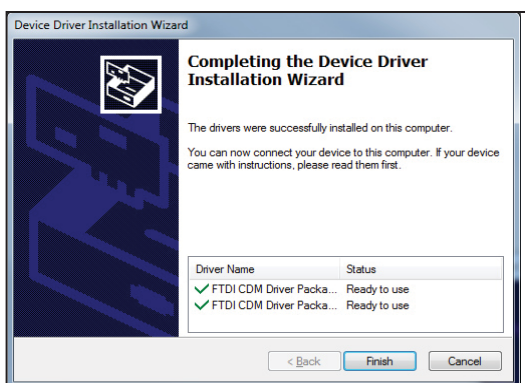 Device Driver Installation Wizard
Completing the Device Driver
Installation Wizard
The drivers were successfully installed on this computer.
You can now connect your device to this computer. If your device
came with instructions, please read them first.
Driver Name Status
FTDI CDM Driver Packa... Ready to use
FTDI CDM Driver Packa... Ready to use
< Back Finish Cancel